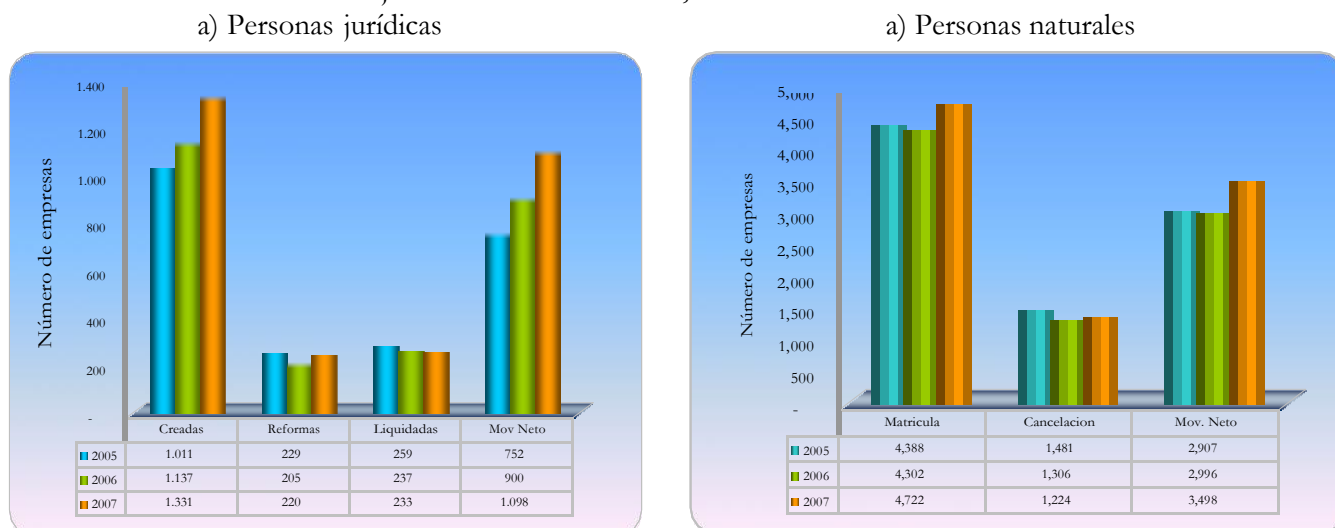 a) Personas jurídicas
Número de empresas
1.400
1.200
1.000
800
600
400
200
-
Creadas Reformas Liquidadas Mov Neto
2005 1.011 229 259 752
2006 1.137 205 237 900
2007 1.331 220 233 1.098
a) Personas naturales
Número de empresas
5,000
4,500
4,000
3,500
3,000
2,500
2,000
1,500
1,000
500
-
Matricula Cancelacion Mov. Neto
2005 4,388 1,481 2,907
2006 4,302 1,306 2,996
2007 4,722 1,224 3,498